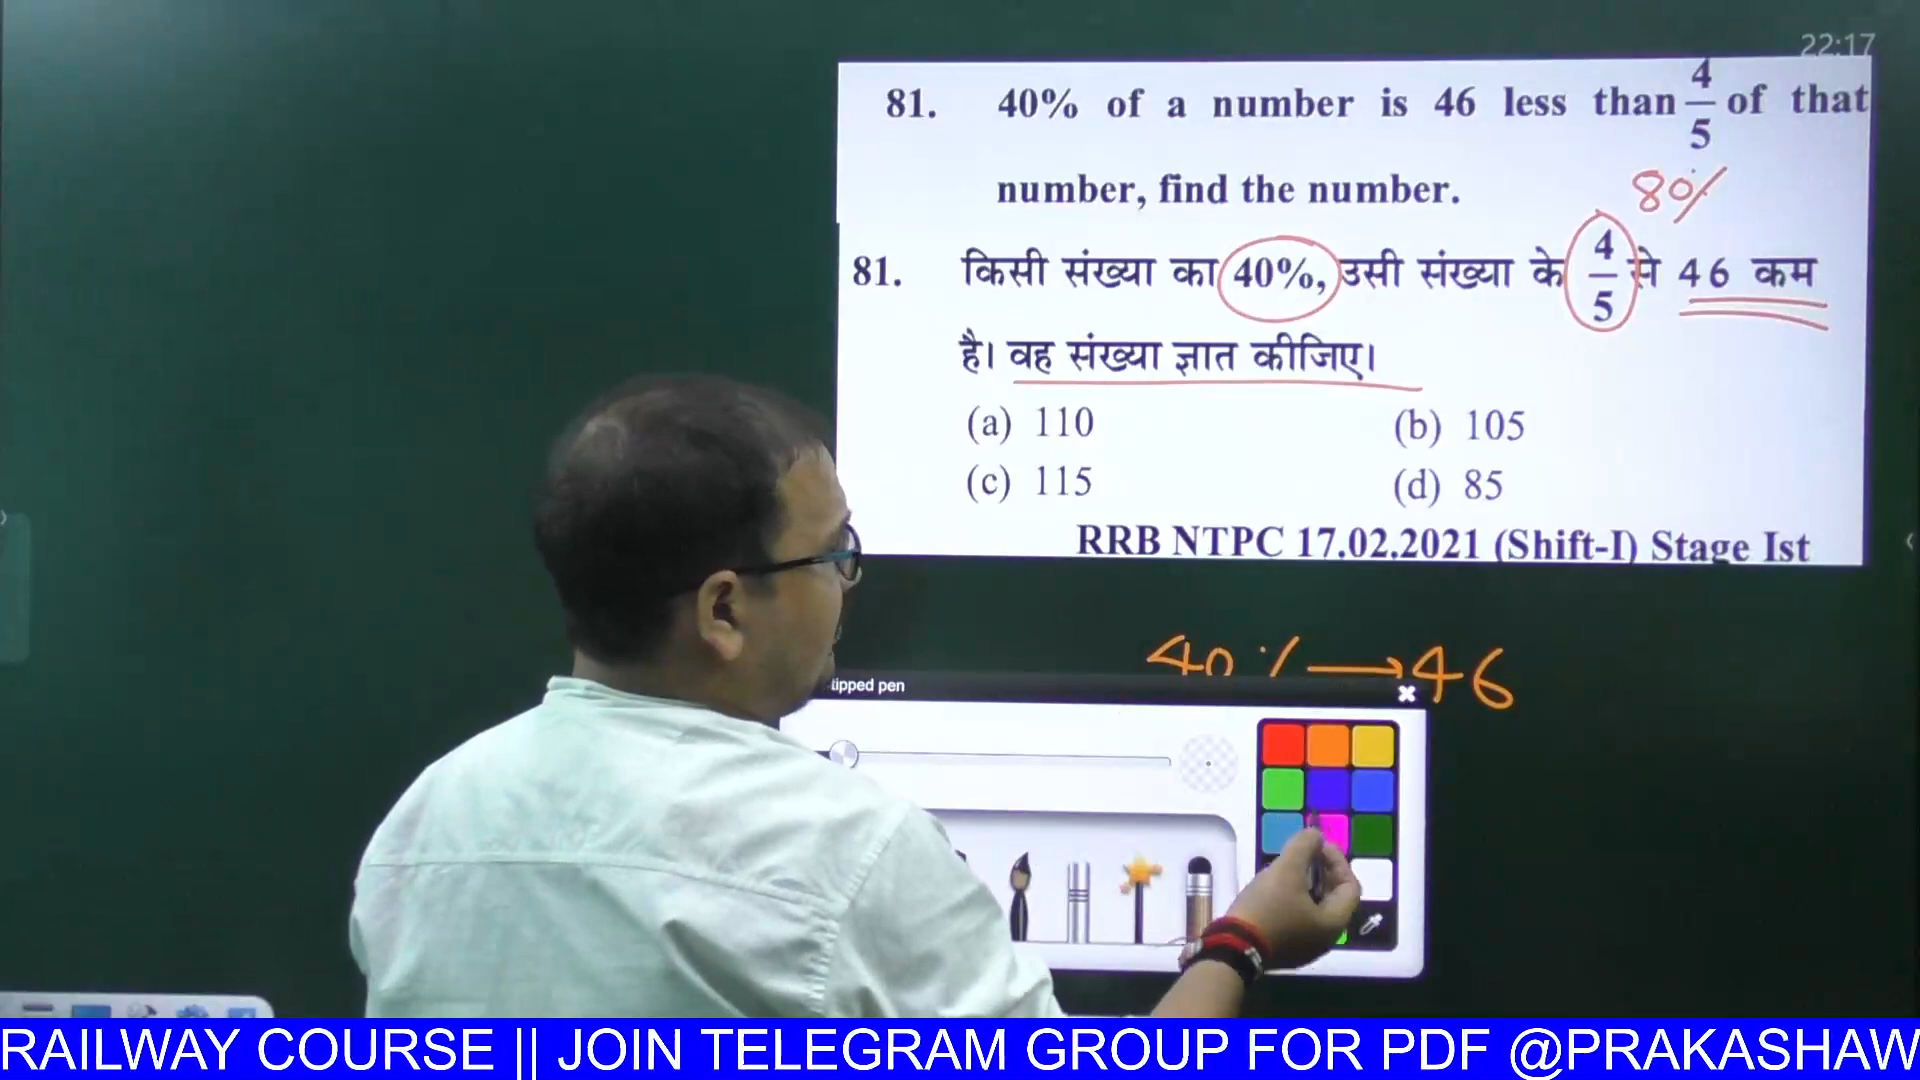 22:17
81. 40% of a number is 46 less than 4/5 of that
number, find the number.
80%
81. किसी संख्या का 40%, उसी संख्या के 4/5 से 46 कम
है। वह संख्या ज्ञात कीजिए।
(a) 110 (b) 105
(c) 115 (d) 85
RRB NTPC 17.02.2021 (Shift-I) Stage Ist
40% → 46
tipped pen
RAILWAY COURSE || JOIN TELEGRAM GROUP FOR PDF @PRAKASHAW